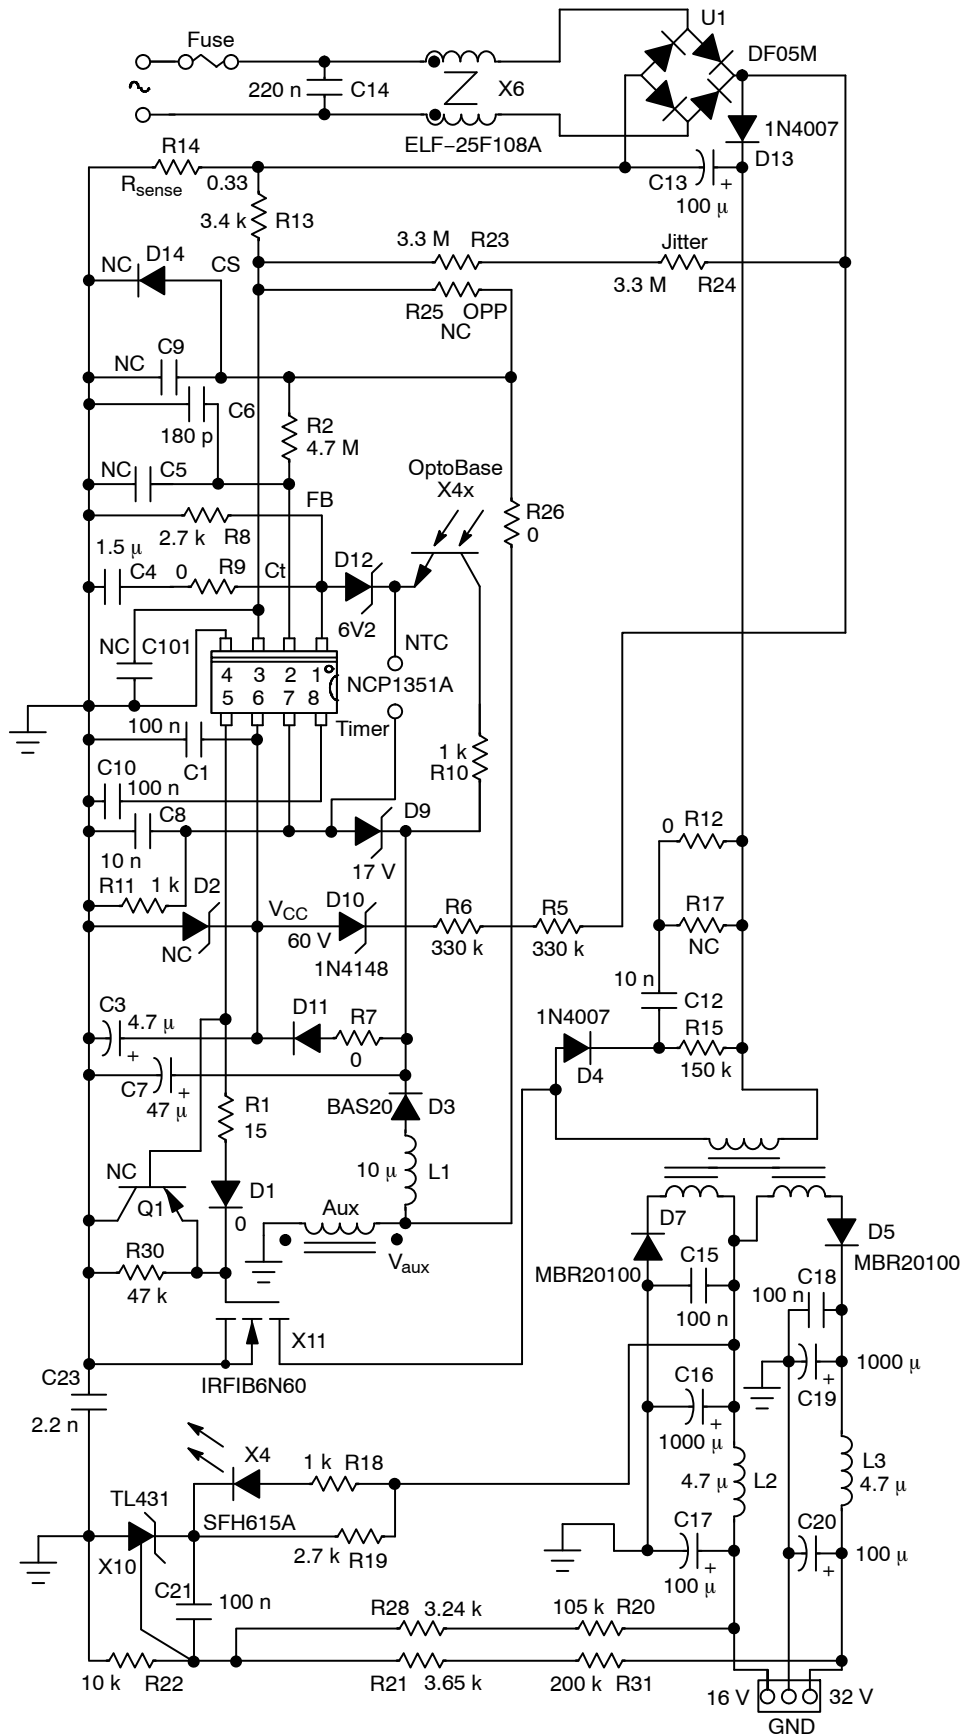 U1
Fuse
DF05M
220 n
C14
X6
1N4007
ELF−25F108A
D13
R14
Rsense
0.33
C13
+
100 μ
3.4 k
R13
3.3 M
R23
Jitter
NC
D14
CS
3.3 M
R24
R25
OPP
NC
C9
NC
C6
180 p
R2
4.7 M
NC
C5
OptoBase
X4x
FB
R26
0
2.7 k
R8
1.5 μ
C4
0
R9
Ct
D12
6V2
NC
C101
NTC
4 3 2 1
5 6 7 8
NCP1351A
Timer
100 n
C1
1 k
R10
C10
100 n
C8
D9
10 n
17 V
0
R12
R11
1 k
D2
VCC
D10
R6
R5
R17
NC
60 V
330 k
330 k
NC
1N4148
10 n
C12
C3
4.7 μ
D11
R7
1N4007
R15
+
0
D4
150 k
C7
+
47 μ
R1
15
BAS20
D3
10 μ
L1
NC
Q1
D1
0
Aux
D7
D5
Vaux
MBR20100
MBR20100
R30
47 k
C15
100 n
C18
100 n
X11
1000 μ
+
C19
C23
IRFIB6N60
C16
+
1000 μ
2.2 n
X4
1 k
R18
4.7 μ
L2
L3
4.7 μ
TL431
SFH615A
C17
C20
X10
2.7 k
R19
+
100 μ
100 μ
+
C21
100 n
R28
3.24 k
105 k
R20
10 k
R22
R21
3.65 k
200 k
R31
16 V
32 V
GND